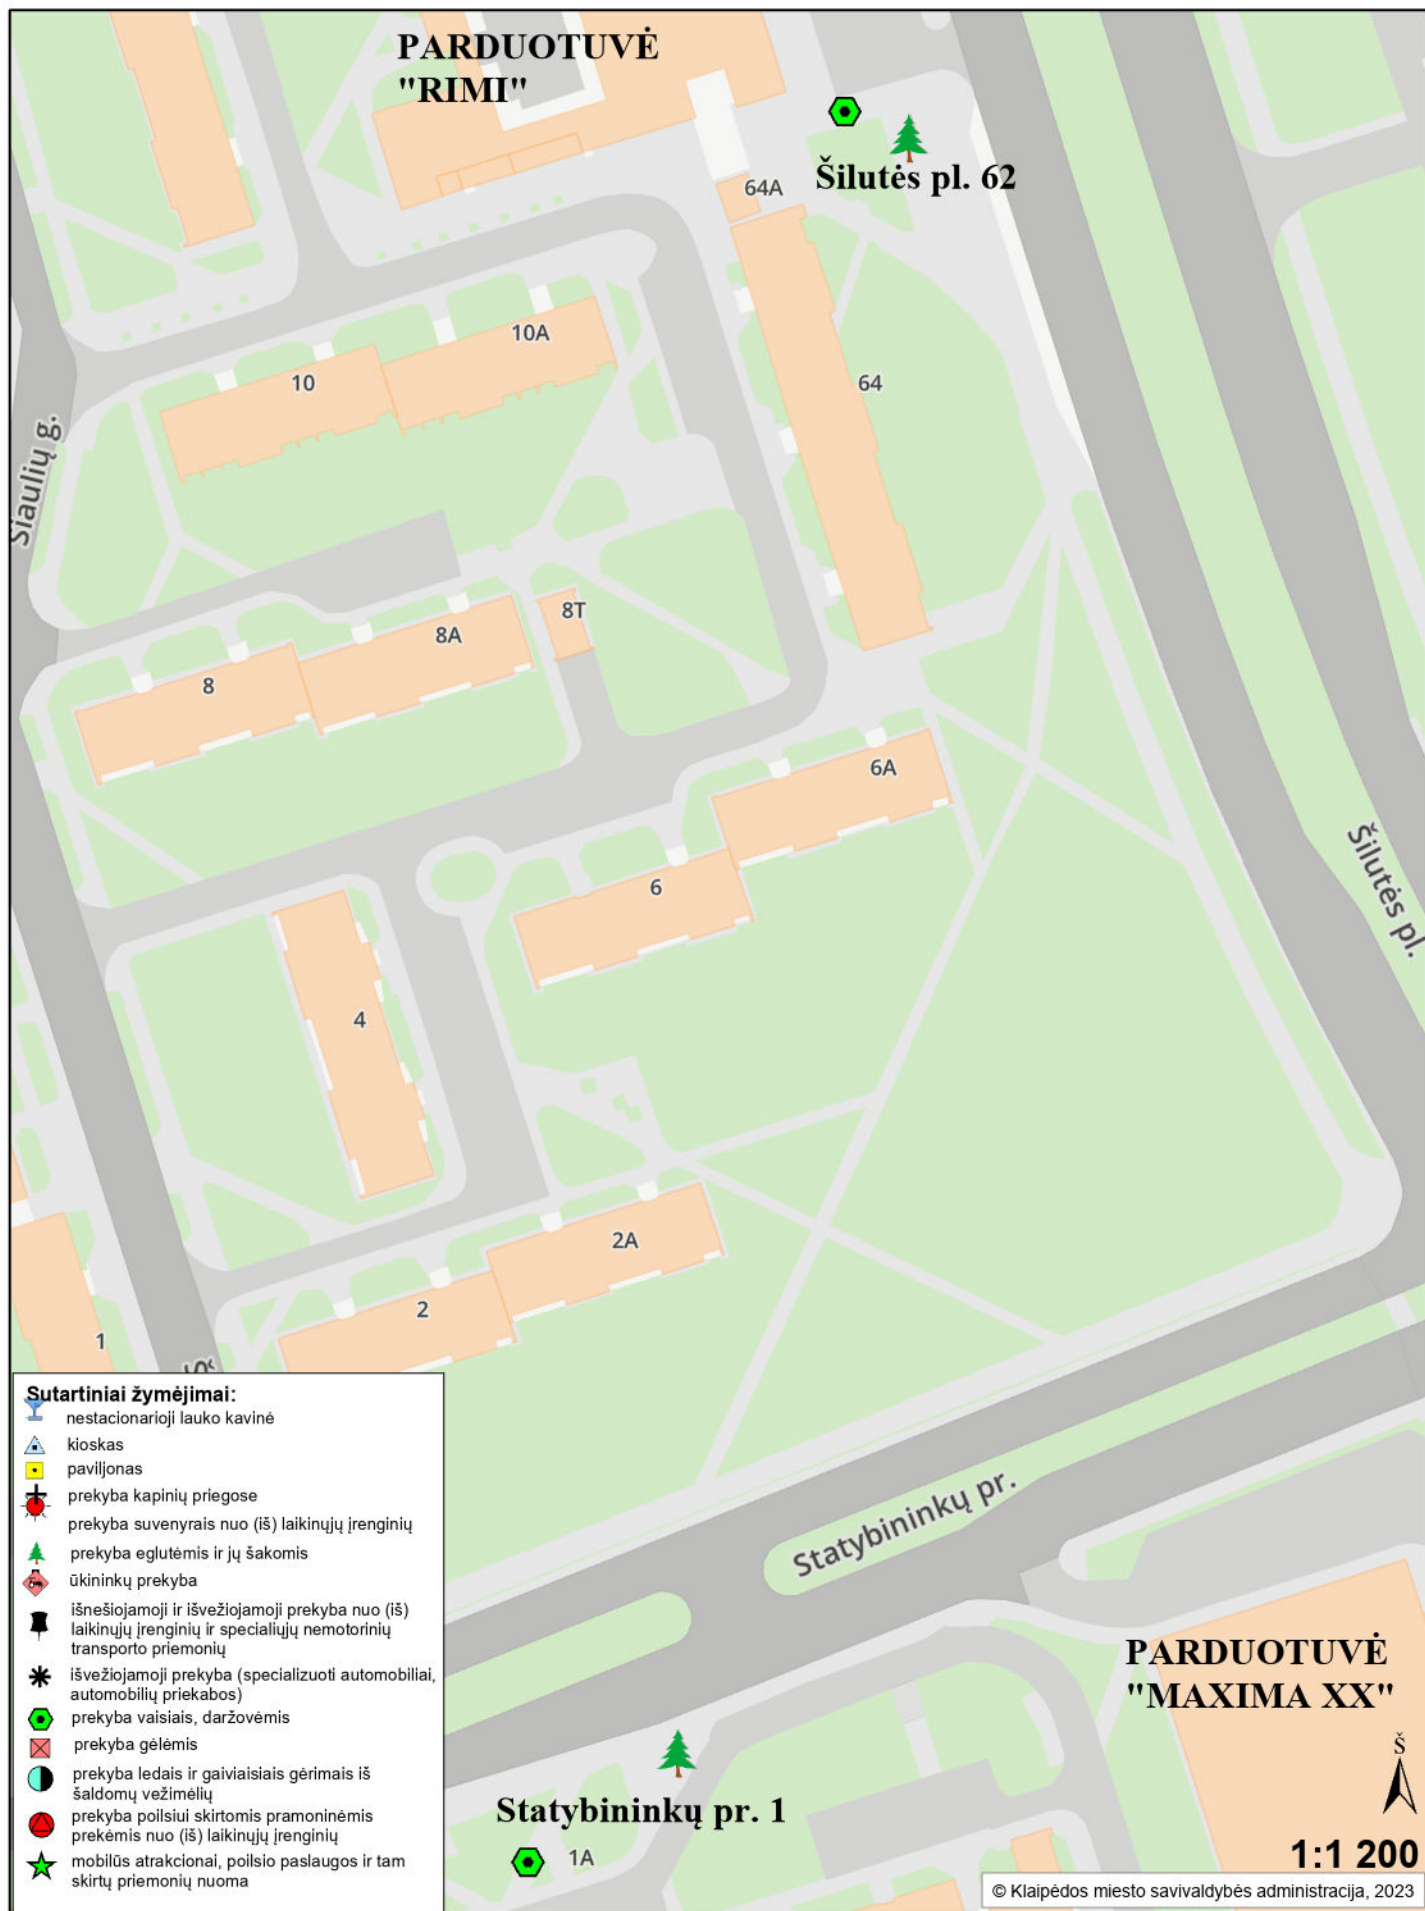 PARDUOTUVĖ
"RIMI"
Šilutės pl. 62
64A
10A
10
64
Šiaulių g.
8T
8A
8
6A
6
Šilutės pl.
4
2A
2
1
Š
Sutartiniai žymėjimai:
nestacionarioji lauko kavinė
kioskas
paviljonas
prekyba kapinių priegose
prekyba suvenyrais nuo (iš) laikinųjų įrenginių
prekyba eglutėmis ir jų šakomis
ūkininkų prekyba
išnešiojamoji ir išvežiojamoji prekyba nuo (iš)
laikinųjų įrenginių ir specialiųjų nemotorinių
transporto priemonių
išvežiojamoji prekyba (specializuoti automobiliai,
automobilių priekabos)
prekyba vaisiais, daržovėmis
prekyba gėlėmis
prekyba ledais ir gaiviaisiais gėrimais iš
šaldomų vežimėlių
prekyba poilsiui skirtomis pramoninėmis
prekėmis nuo (iš) laikinųjų įrenginių
mobilūs atrakcionai, poilsio paslaugos ir tam
skirtų priemonių nuoma
Statybininkų pr.
PARDUOTUVĖ
"MAXIMA XX"
Š
Statybininkų pr. 1
1A
1:1 200
© Klaipėdos miesto savivaldybės administracija, 2023